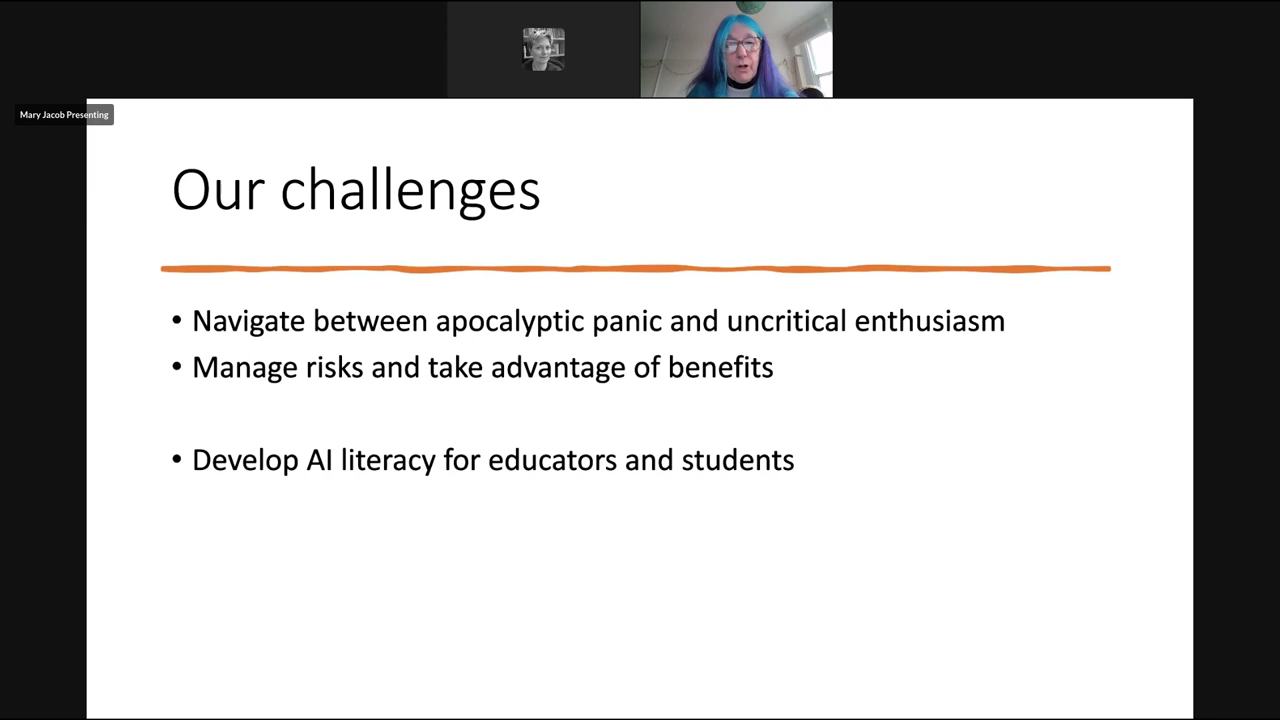 Mary Jacob Presenting
Our challenges
• Navigate between apocalyptic panic and uncritical enthusiasm
• Manage risks and take advantage of benefits
• Develop AI literacy for educators and students